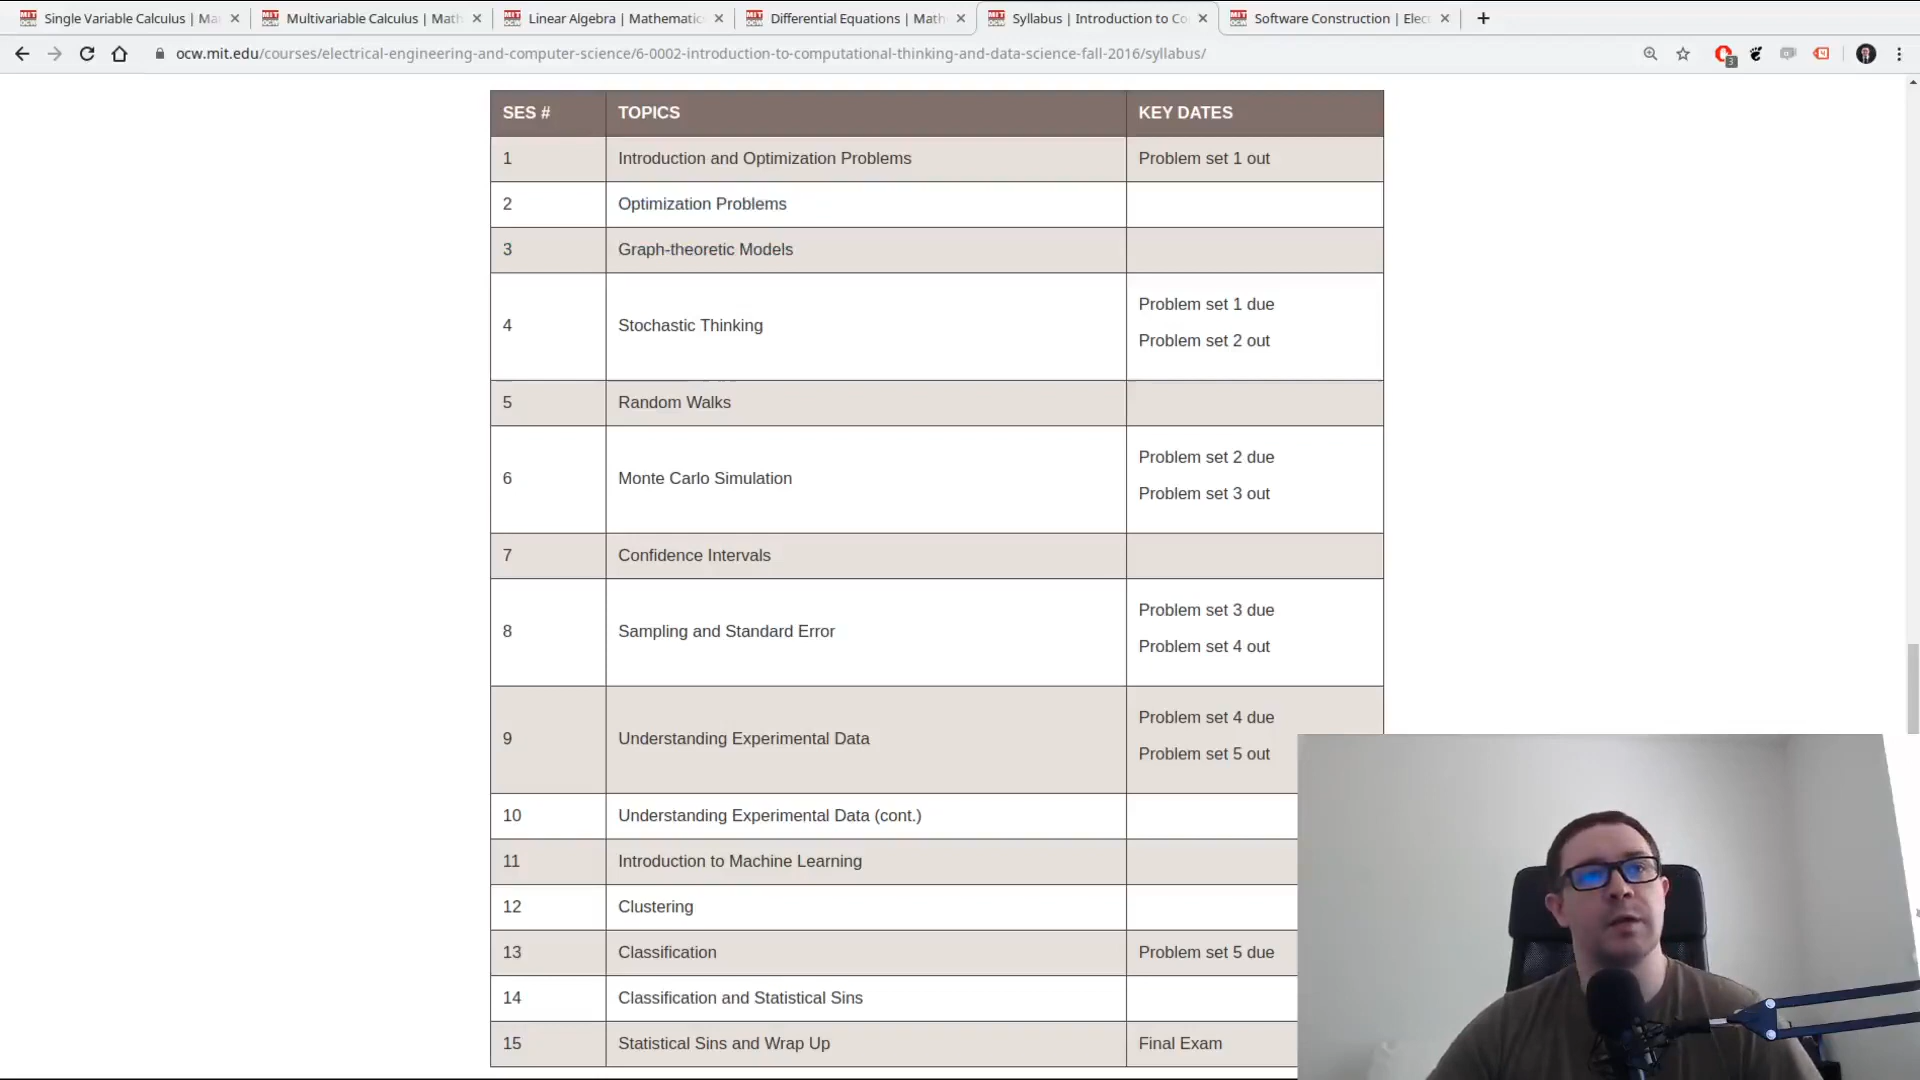 Single Variable Calculus | Ma
Multivariable Calculus | Math
Linear Algebra | Mathematic
Differential Equations | Math
Syllabus | Introduction to Co
Software Construction | Elec
ocw.mit.edu/courses/electrical-engineering-and-computer-science/6-0002-introduction-to-computational-thinking-and-data-science-fall-2016/syllabus/
3
SES # TOPICS KEY DATES
1 Introduction and Optimization Problems Problem set 1 out
2 Optimization Problems
3 Graph-theoretic Models
Problem set 1 due
4 Stochastic Thinking
Problem set 2 out
5 Random Walks
Problem set 2 due
6 Monte Carlo Simulation
Problem set 3 out
7 Confidence Intervals
Problem set 3 due
8 Sampling and Standard Error
Problem set 4 out
Problem set 4 due
9 Understanding Experimental Data
Problem set 5 out
10 Understanding Experimental Data (cont.)
11 Introduction to Machine Learning
12 Clustering
13 Classification Problem set 5 due
14 Classification and Statistical Sins
15 Statistical Sins and Wrap Up Final Exam